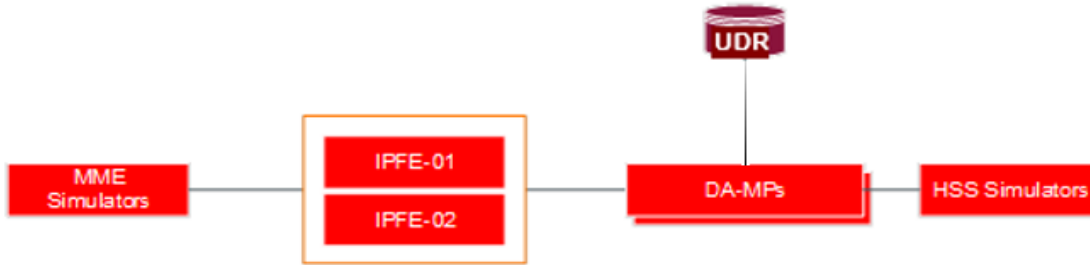 UDR
MME
Simulators
IPFE-01
IPFE-02
DA-MPs
HSS Simulators